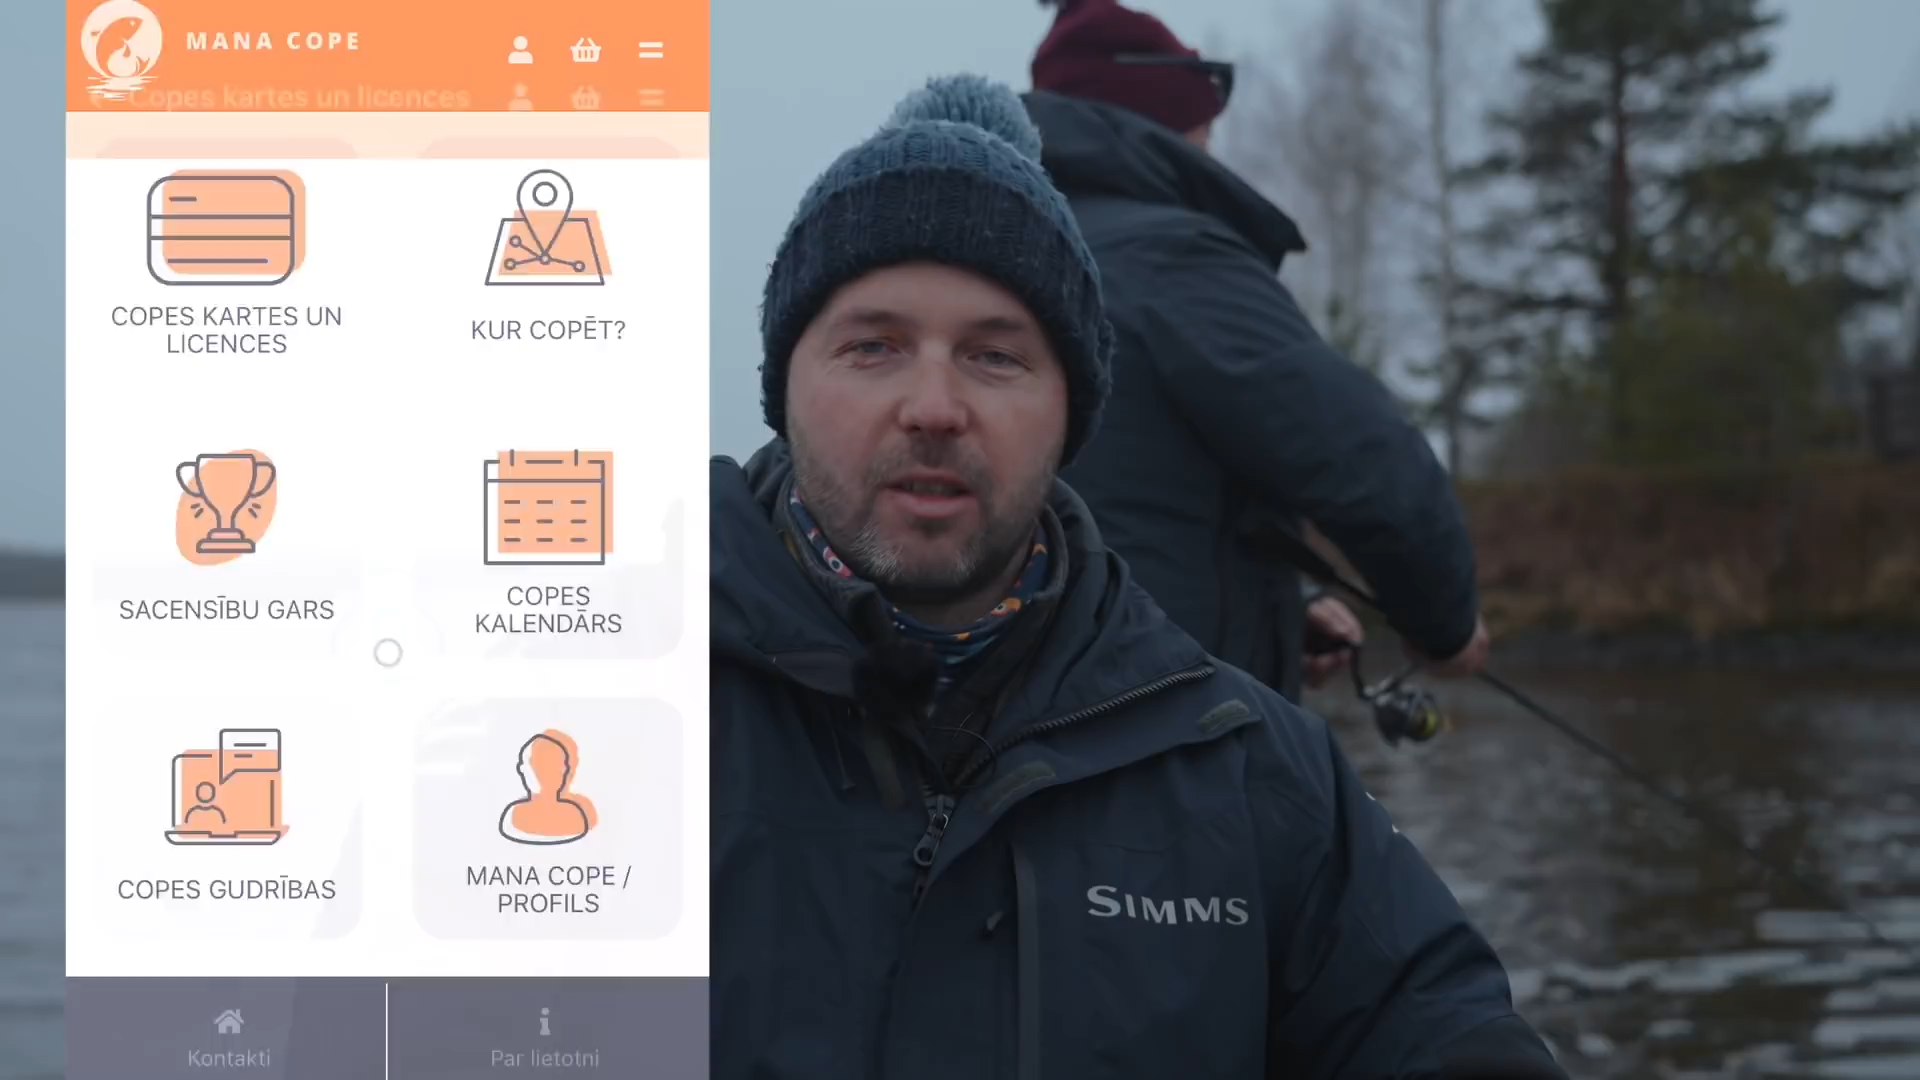 MANA COPE
Copes kartes un licences
COPES KARTES UN
LICENCES
KUR COPĒT?
SACENSĪBU GARS
COPES
KALENDĀRS
COPES GUDRĪBAS
MANA COPE /
PROFILS
Kontakti
Par lietotni
SIMMS